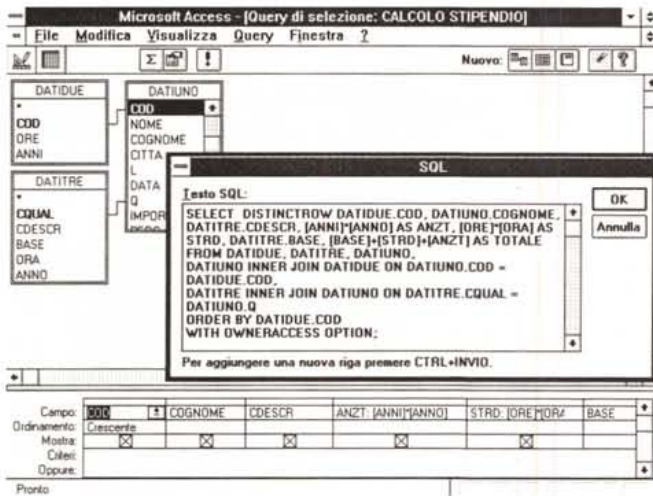 Microsoft Access - [Query di selezione: CALCOLO STIPENDIO]
File Modifica Visualizza Query Finestra ?
Σ ! Nuovo: ?
DATIDUE
*
COD
ORE
ANNI
DATIUNO
COD
NOME
COGNOME
CITTA
L
DATA
Q
IMPOR
DATITRE
*
CQUAL
CDESCR
BASE
ORA
ANNO
SQL
Testo SQL:
SELECT DISTINCTROW DATIDUE.COD, DATIUNO.COGNOME,
DATITRE.CDESCR, [ANNI]*[ANNO] AS ANZT, [ORE]*[ORA] AS
STRD, DATITRE.BASE, [BASE]+[STRD]+[ANZT] AS TOTALE
FROM DATIDUE, DATITRE, DATIUNO,
DATIUNO INNER JOIN DATIDUE ON DATIUNO.COD =
DATIDUE.COD,
DATITRE INNER JOIN DATIUNO ON DATITRE.CQUAL =
DATIUNO.Q
ORDER BY DATIDUE.COD
WITH OWNERACCESS OPTION;
OK
Annulla
Per aggiungere una nuova riga premere CTRL+INVIO.
Campo: COD COGNOME CDESCR ANZT: [ANNI]*[ANNO] STRD: [ORE]*[ORA BASE
Ordinamento: Crescente
Mostra:
Criteri:
Oppure:
Pronto